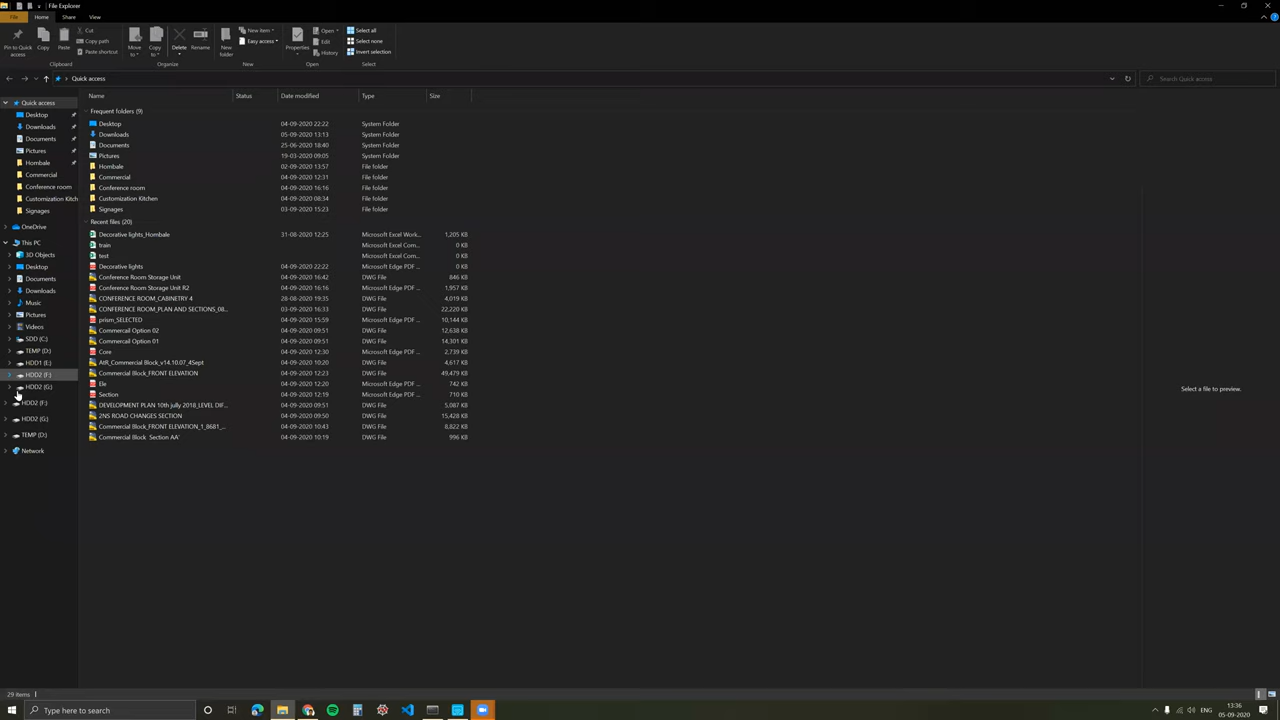 File Explorer
File Home Share View
Pin to Quick access
Copy
Paste
Cut
Copy path
Paste shortcut
Move to
Copy to
Delete
Rename
New folder
New item
Easy access
Properties
Open
Edit
History
Select all
Select none
Invert selection
Clipboard Organize New Open Select
Quick access
Search Quick access
Name Status Date modified Type Size
Quick access
Desktop
Downloads
Documents
Pictures
Hombale
Commercial
Conference room
Customization Kitch
Signages
OneDrive
This PC
3D Objects
Desktop
Documents
Downloads
Music
Pictures
Videos
SDD (C:)
TEMP (D:)
HDD1 (E:)
HDD2 (F:)
HDD2 (G:)
HDD2 (F:)
HDD2 (G:)
TEMP (D:)
Network
Frequent folders (9)
Desktop 04-09-2020 22:22 System Folder
Downloads 05-09-2020 13:13 System Folder
Documents 25-06-2020 18:40 System Folder
Pictures 19-03-2020 09:05 System Folder
Hombale 02-09-2020 13:57 File folder
Commercial 04-09-2020 12:31 File folder
Conference room 04-09-2020 16:16 File folder
Customization Kitchen 04-09-2020 08:34 File folder
Signages 03-09-2020 15:23 File folder
Recent files (20)
Decorative lights_Hombale 31-08-2020 12:25 Microsoft Excel Work... 1,205 KB
train Microsoft Excel Com... 0 KB
test Microsoft Excel Com... 0 KB
Decorative lights 04-09-2020 22:22 Microsoft Edge PDF ... 0 KB
Conference Room Storage Unit 04-09-2020 16:42 DWG File 846 KB
Conference Room Storage Unit R2 04-09-2020 16:16 Microsoft Edge PDF ... 1,957 KB
CONFERENCE ROOM_CABINETRY 4 28-08-2020 19:35 DWG File 4,019 KB
CONFERENCE ROOM_PLAN AND SECTIONS_08... 03-09-2020 16:33 DWG File 22,220 KB
prism_SELECTED 04-09-2020 15:59 Microsoft Edge PDF ... 10,144 KB
Commercail Option 02 04-09-2020 09:51 DWG File 12,638 KB
Commercail Option 01 04-09-2020 09:51 DWG File 14,301 KB
Core 04-09-2020 12:30 Microsoft Edge PDF ... 2,739 KB
AtR_Commercial Block_v14.10.07_4Sept 04-09-2020 10:20 DWG File 4,617 KB
Commercial Block_FRONT ELEVATION 04-09-2020 12:23 DWG File 49,479 KB
Ele 04-09-2020 12:20 Microsoft Edge PDF ... 742 KB
Section 04-09-2020 12:19 Microsoft Edge PDF ... 710 KB
DEVELOPMENT PLAN 10th jully 2018_LEVEL DIF... 04-09-2020 09:51 DWG File 5,087 KB
2NS ROAD CHANGES SECTION 04-09-2020 09:50 DWG File 15,428 KB
Commercial Block_FRONT ELEVATION_1_8681_... 04-09-2020 10:43 DWG File 8,822 KB
Commercial Block Section AA' 04-09-2020 10:19 DWG File 996 KB
Select a file to preview.
29 items
Type here to search
ENG
13:36
05-09-2020